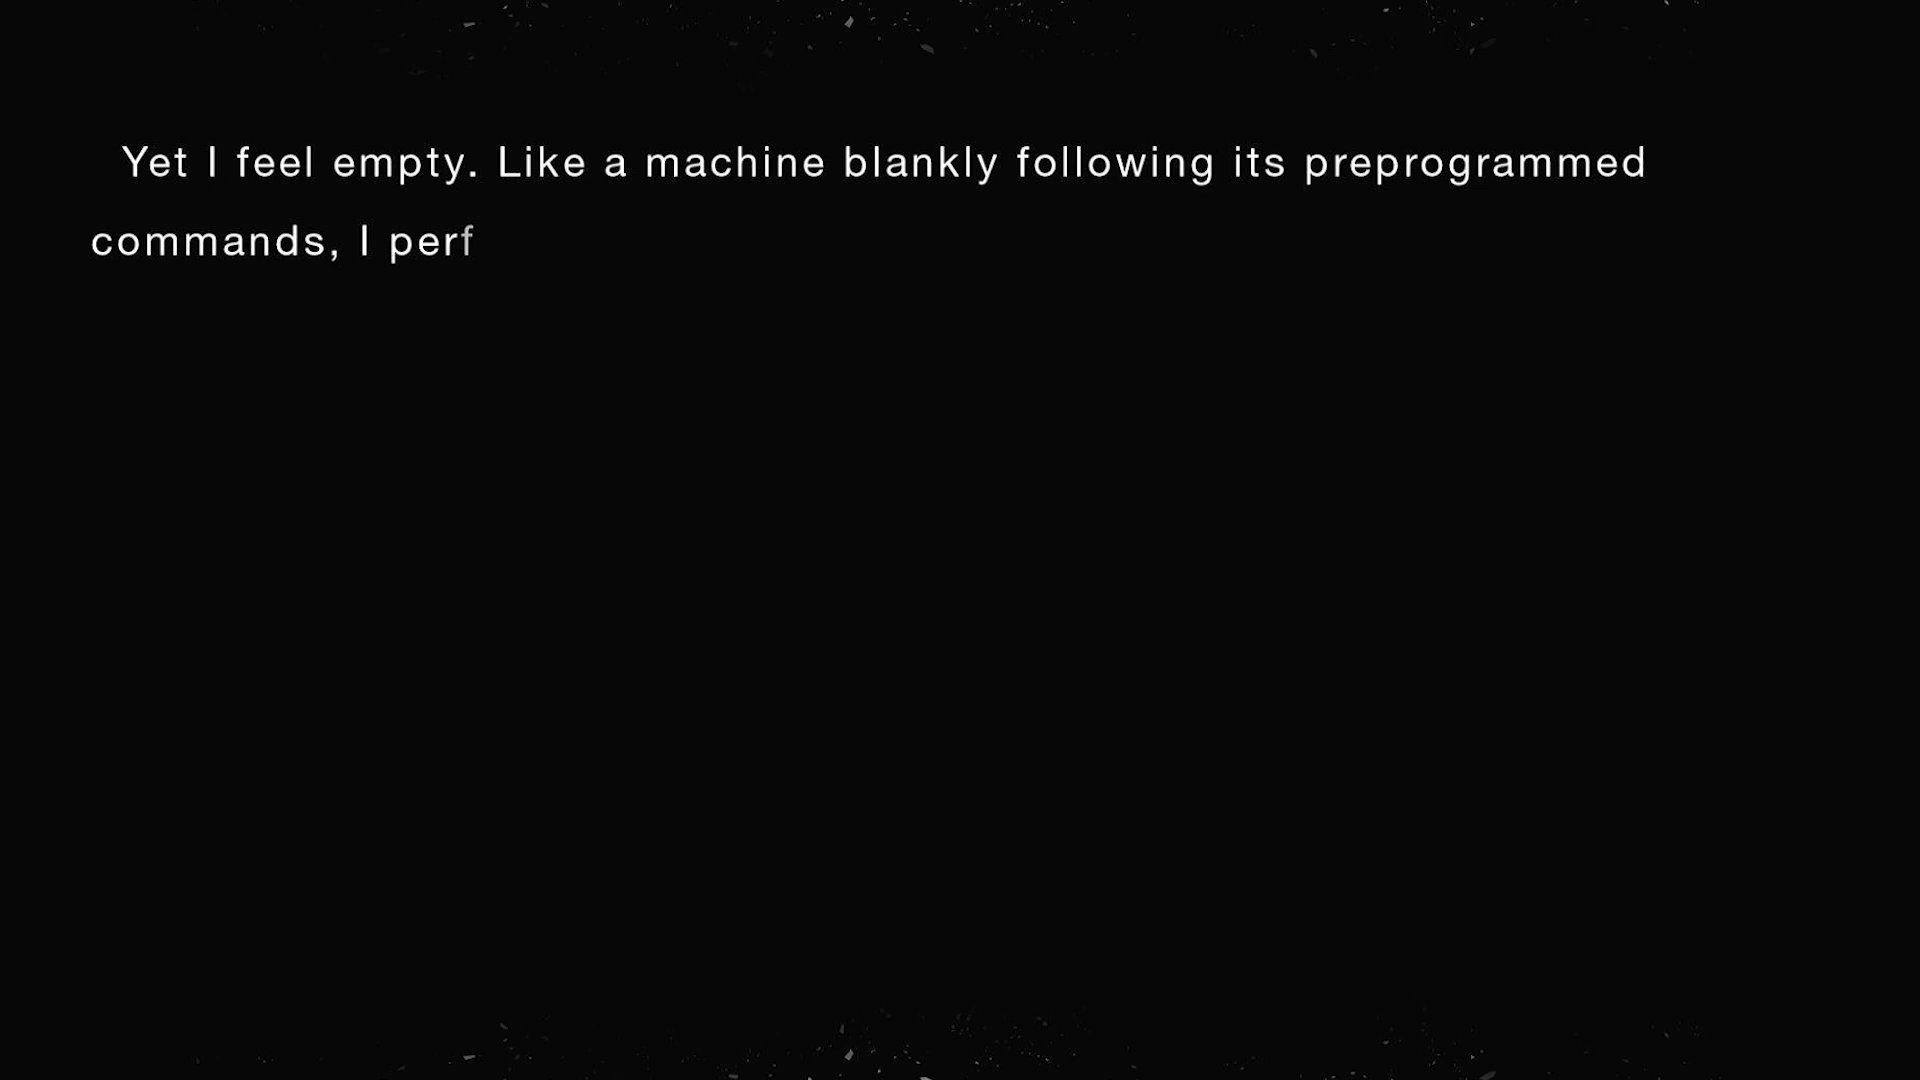 Yet I feel empty. Like a machine blankly following its preprogrammed
commands, I perf